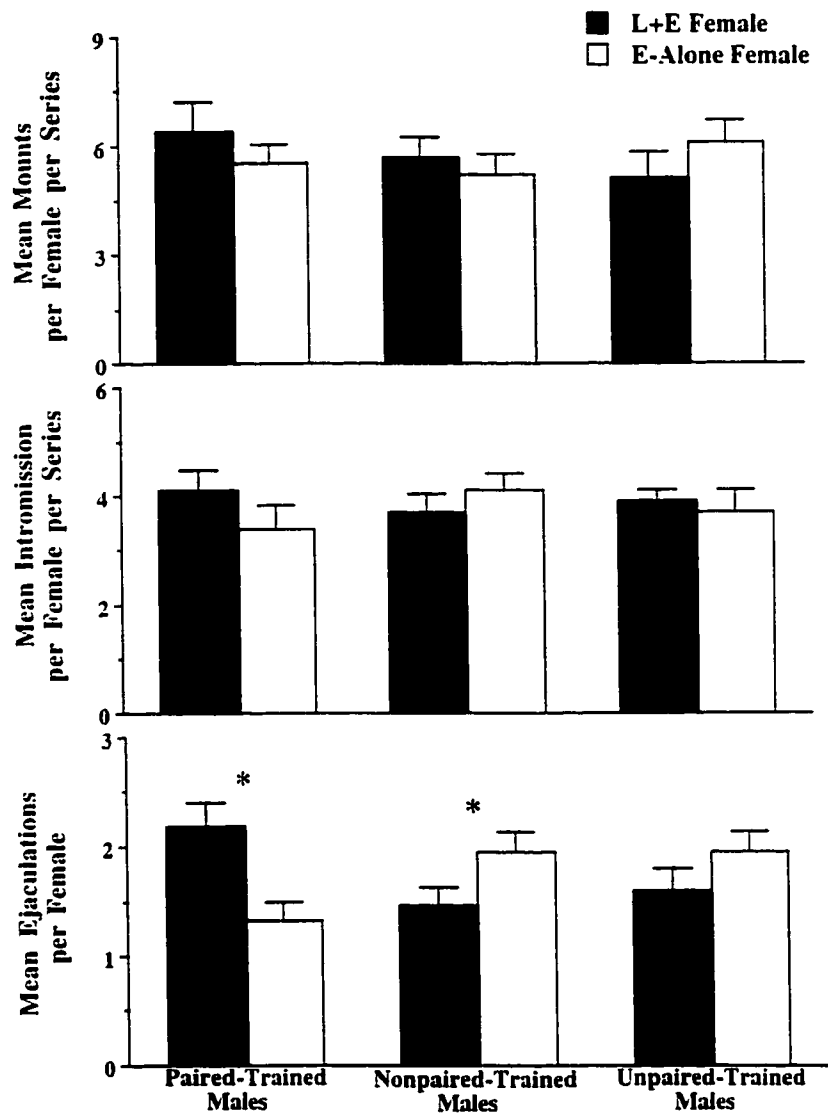 L+E Female
E-Alone Female
Mean Mounts
per Female per Series
9
6
3
0
Mean Intromission
per Female per Series
6
4
2
0
Mean Ejaculations
per Female
3
2
1
0
*
*
Paired-Trained
Males
Nonpaired-Trained
Males
Unpaired-Trained
Males